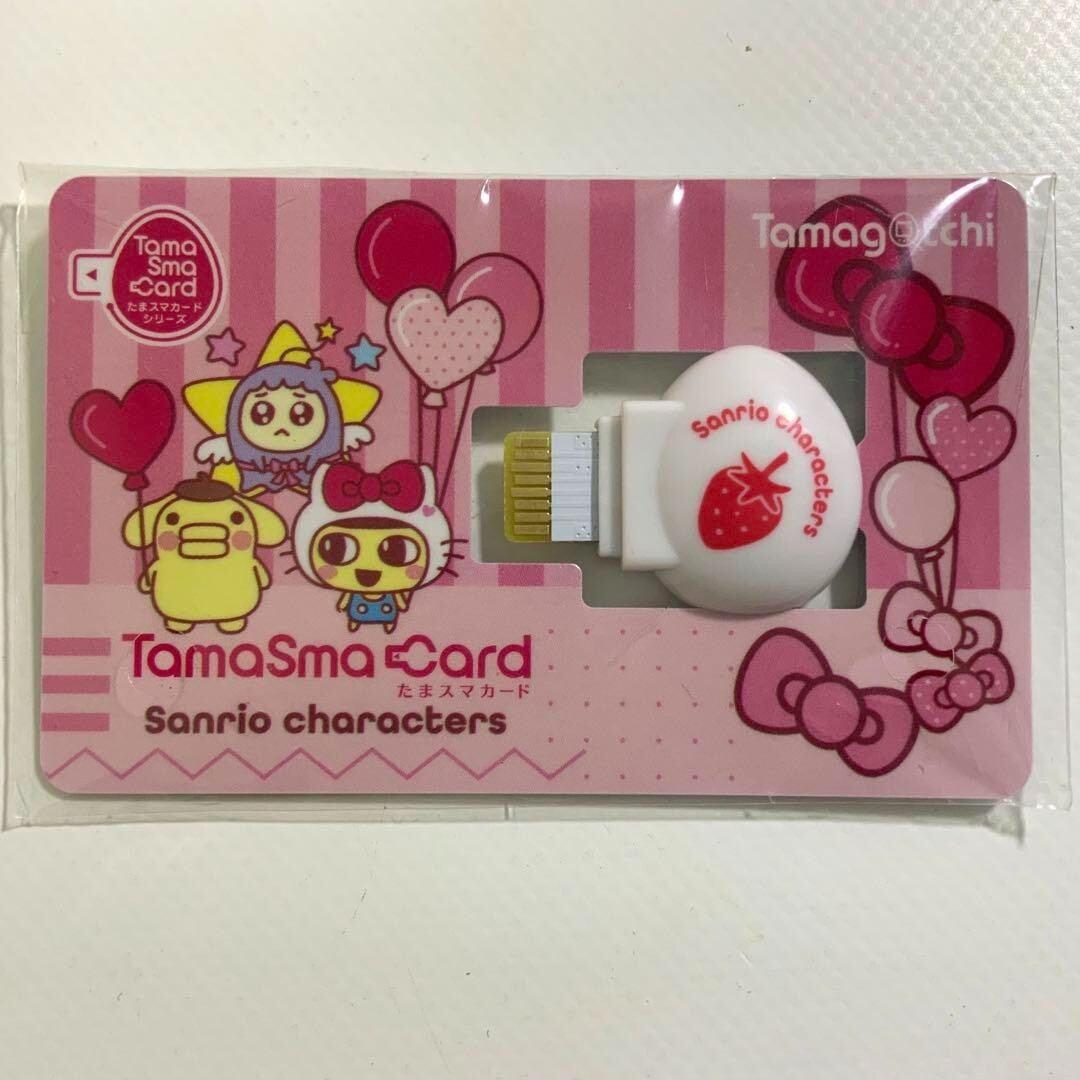 Tama
Sma
Card
たまスマカード
シリーズ
Tamagotchi
Sanrio characters
TamaSma Card
たまスマカード
Sanrio characters